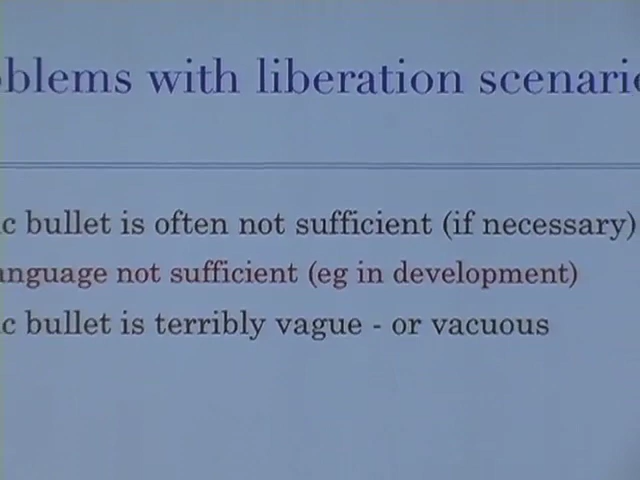 oblems with liberation scenario
c bullet is often not sufficient (if necessary)
anguage not sufficient (eg in development)
c bullet is terribly vague - or vacuous